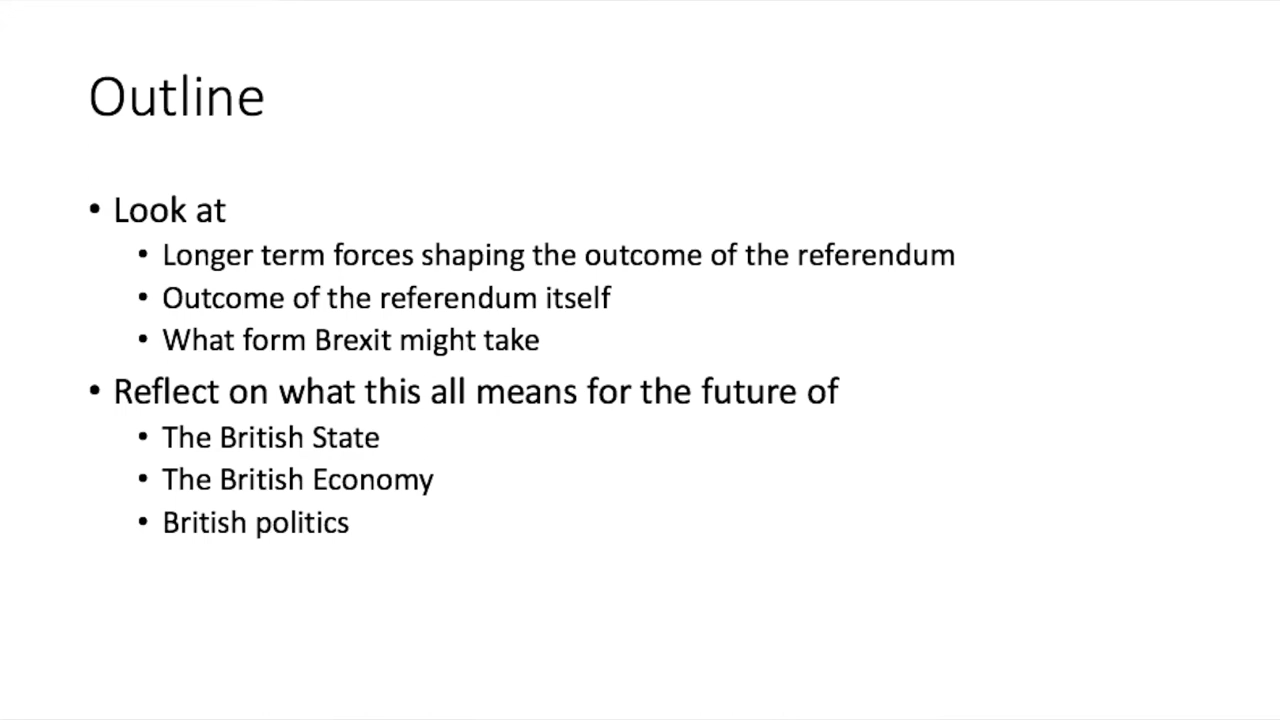 Outline
• Look at
• Longer term forces shaping the outcome of the referendum
• Outcome of the referendum itself
• What form Brexit might take
• Reflect on what this all means for the future of
• The British State
• The British Economy
• British politics